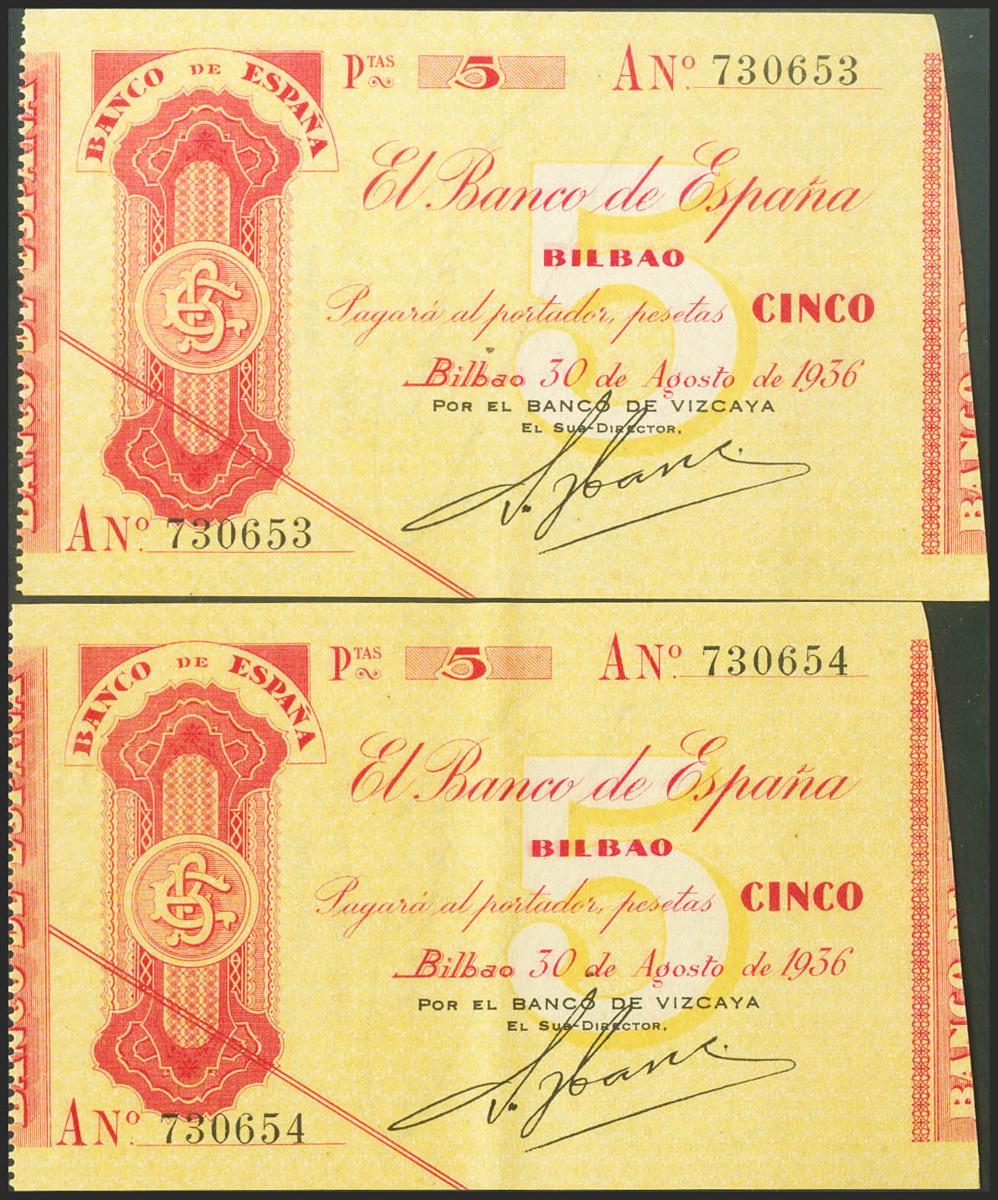 BANCO DE ESPAÑA
PTAS 5 A Nº. 730653
El Banco de España
BILBAO
Pagará al portador, pesetas CINCO
Bilbao 30 de Agosto de 1936
POR EL BANCO DE VIZCAYA
EL SUB-DIRECTOR,
A Nº. 730653
BANCO DE ESPAÑA
PTAS 5 A Nº. 730654
El Banco de España
BILBAO
Pagará al portador, pesetas CINCO
Bilbao 30 de Agosto de 1936
POR EL BANCO DE VIZCAYA
EL SUB-DIRECTOR,
A Nº. 730654